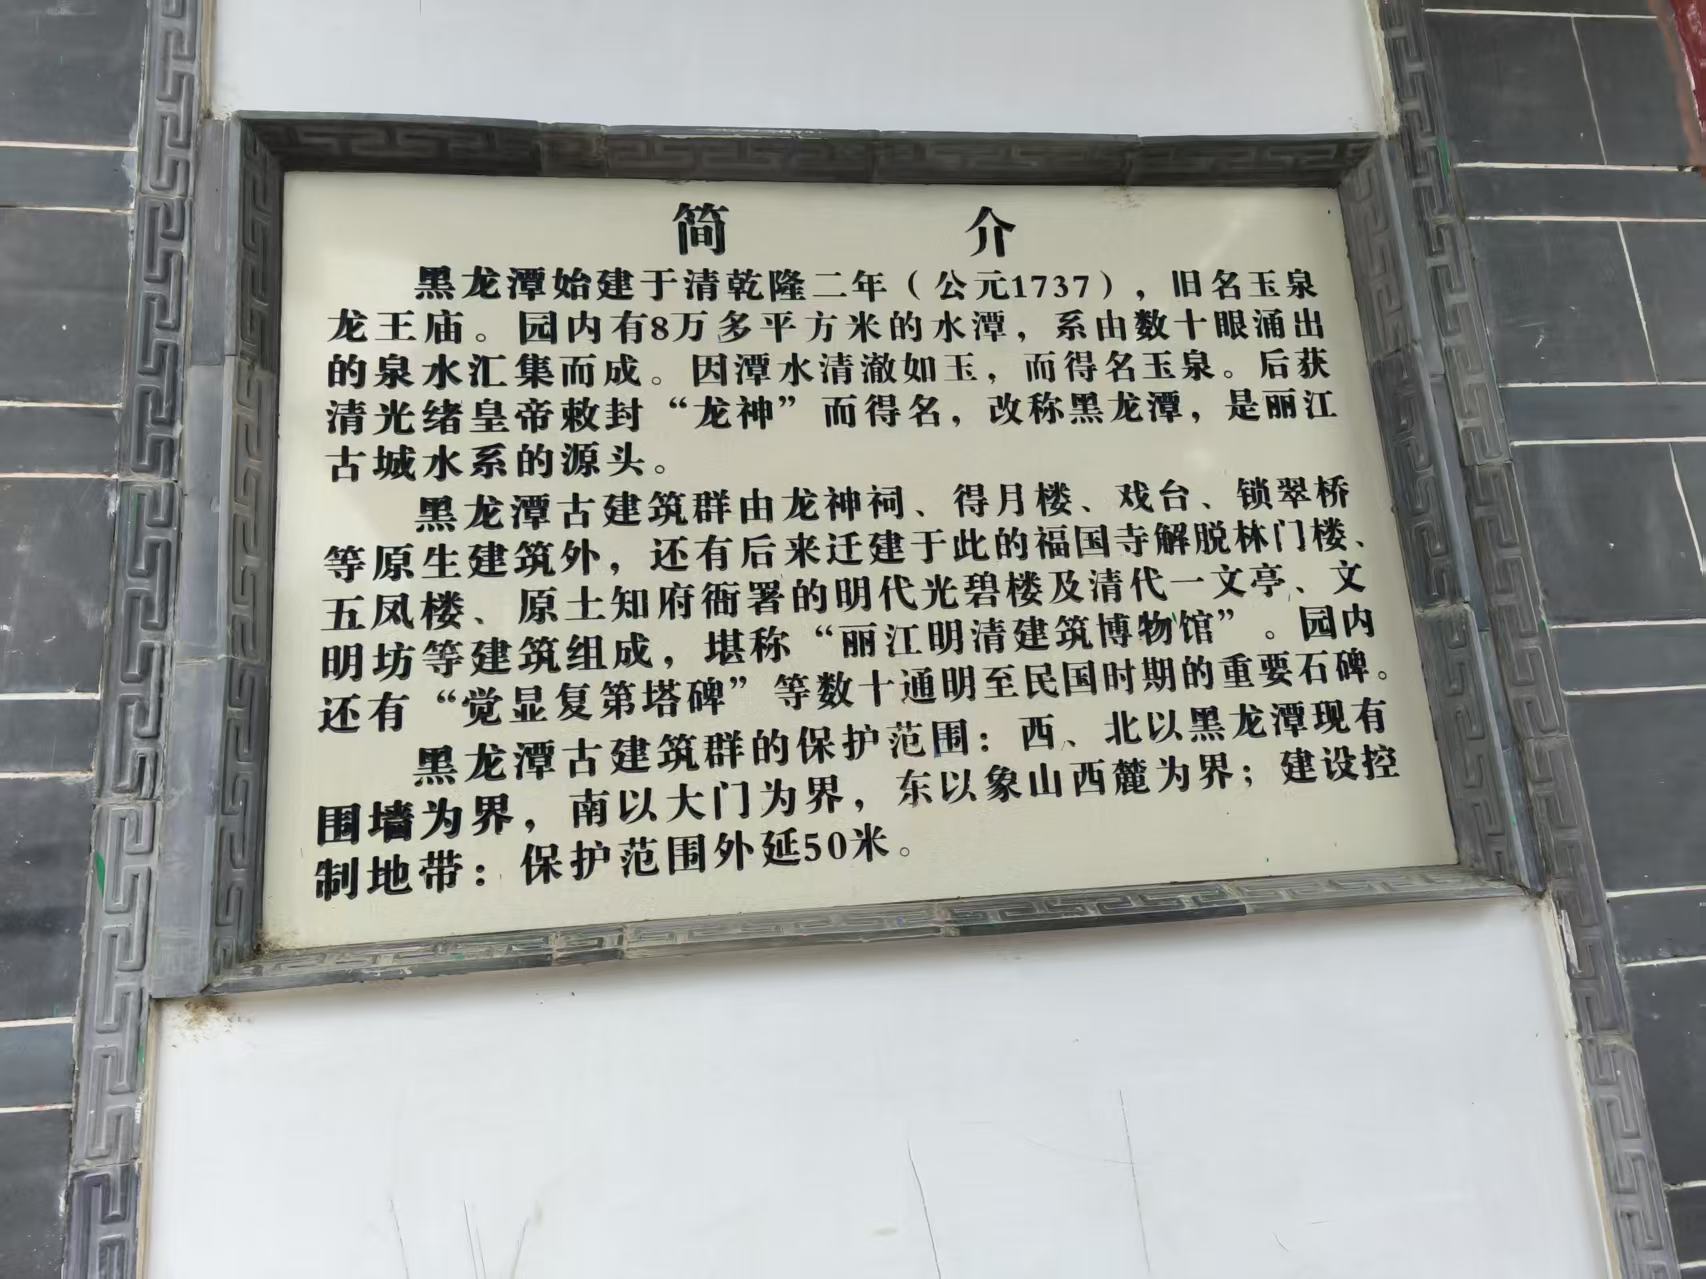 简 介
黑龙潭始建于清乾隆二年（公元1737），旧名玉泉
龙王庙。园内有8万多平方米的水潭，系由数十眼涌出
的泉水汇集而成。因潭水清澈如玉，而得名玉泉。后获
清光绪皇帝敕封“龙神”而得名，改称黑龙潭，是丽江
古城水系的源头。
黑龙潭古建筑群由龙神祠、得月楼、戏台、锁翠桥
等原生建筑外，还有后来迁建于此的福国寺解脱林门楼、
五凤楼、原土知府衙署的明代光碧楼及清代一文亭、文
明坊等建筑组成，堪称“丽江明清建筑博物馆”。园内
还有“觉显复第塔碑”等数十通明至民国时期的重要石碑。
黑龙潭古建筑群的保护范围：西、北以黑龙潭现有
围墙为界，南以大门为界，东以象山西麓为界；建设控
制地带：保护范围外延50米。